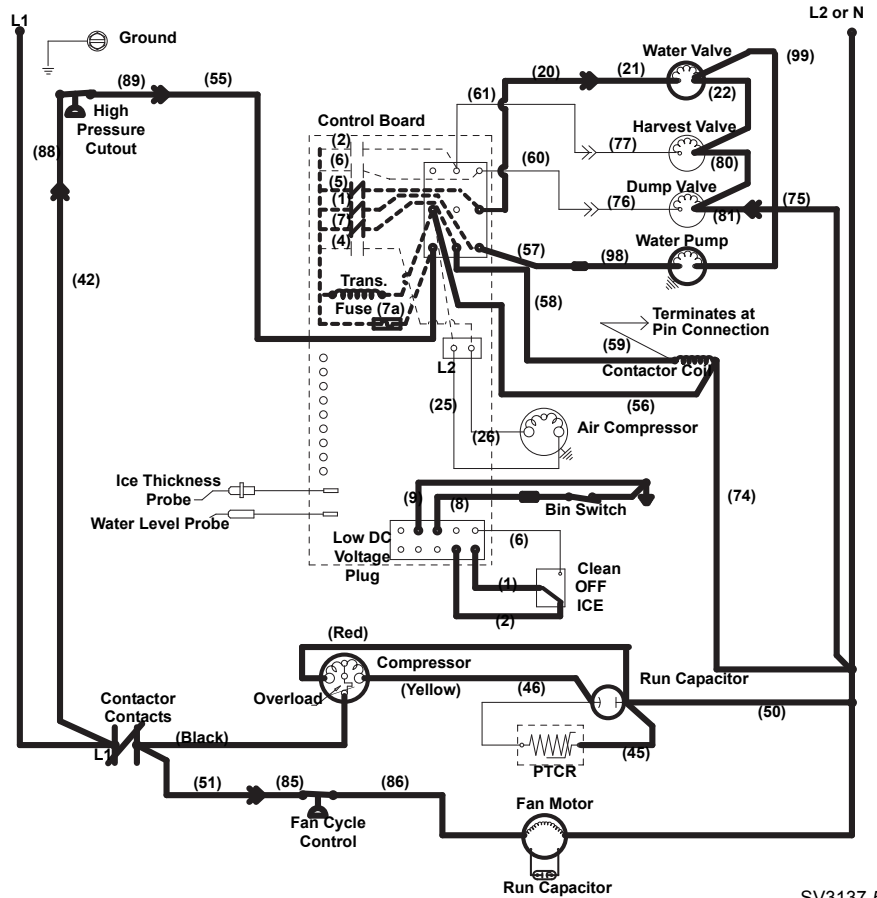 L1
L2 or N
Ground
Water Valve
(99)
(89)
(55)
(20)
(21)
(22)
(61)
High
Pressure
Cutout
Control Board
(2)
(6)
(5)
(1)
(7)
(4)
Harvest Valve
(77)
(80)
(88)
(60)
Dump Valve
(76)
(81)
(75)
Water Pump
(57)
(98)
(42)
Trans.
Fuse (7a)
(58)
Terminates at
Pin Connection
(59)
Contactor Coil
L2
(25)
(26)
(56)
Air Compressor
(74)
Ice Thickness
Probe
Water Level Probe
(9)
(8)
Bin Switch
Low DC
Voltage
Plug
(6)
(1)
(2)
Clean
OFF
ICE
(Red)
Compressor
Overload
(Yellow)
(46)
Run Capacitor
(50)
Contactor
Contacts
L1
(Black)
(45)
PTCR
(51)
(85)
(86)
Fan Cycle
Control
Fan Motor
Run Capacitor